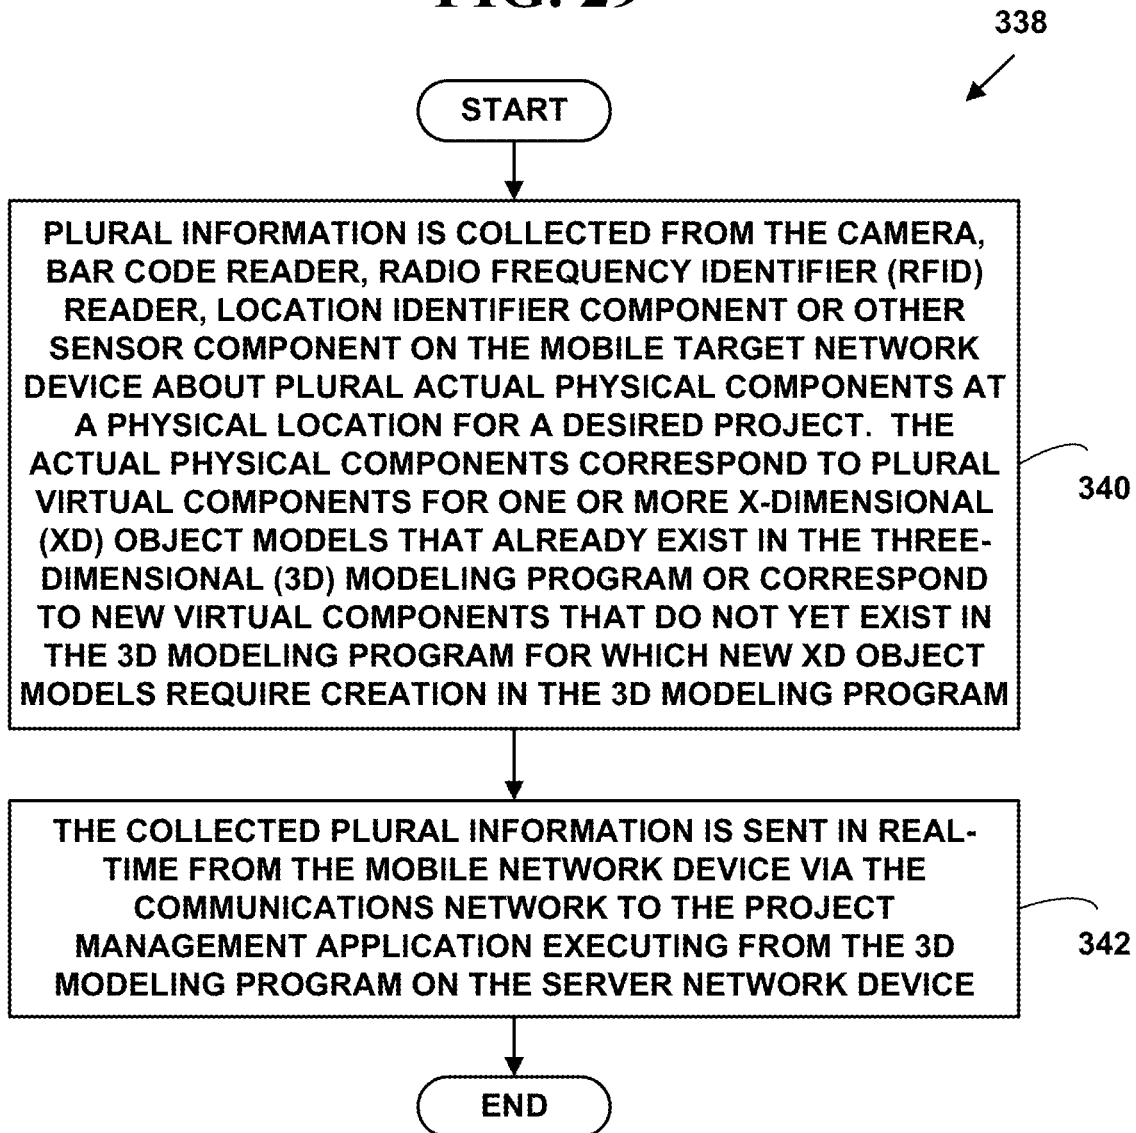 FIG. 29
338
START
PLURAL INFORMATION IS COLLECTED FROM THE CAMERA,
BAR CODE READER, RADIO FREQUENCY IDENTIFIER (RFID)
READER, LOCATION IDENTIFIER COMPONENT OR OTHER
SENSOR COMPONENT ON THE MOBILE TARGET NETWORK
DEVICE ABOUT PLURAL ACTUAL PHYSICAL COMPONENTS AT
A PHYSICAL LOCATION FOR A DESIRED PROJECT. THE
ACTUAL PHYSICAL COMPONENTS CORRESPOND TO PLURAL
VIRTUAL COMPONENTS FOR ONE OR MORE X-DIMENSIONAL
(XD) OBJECT MODELS THAT ALREADY EXIST IN THE THREE-
DIMENSIONAL (3D) MODELING PROGRAM OR CORRESPOND
TO NEW VIRTUAL COMPONENTS THAT DO NOT YET EXIST IN
THE 3D MODELING PROGRAM FOR WHICH NEW XD OBJECT
MODELS REQUIRE CREATION IN THE 3D MODELING PROGRAM
340
THE COLLECTED PLURAL INFORMATION IS SENT IN REAL-
TIME FROM THE MOBILE NETWORK DEVICE VIA THE
COMMUNICATIONS NETWORK TO THE PROJECT
MANAGEMENT APPLICATION EXECUTING FROM THE 3D
MODELING PROGRAM ON THE SERVER NETWORK DEVICE
342
END